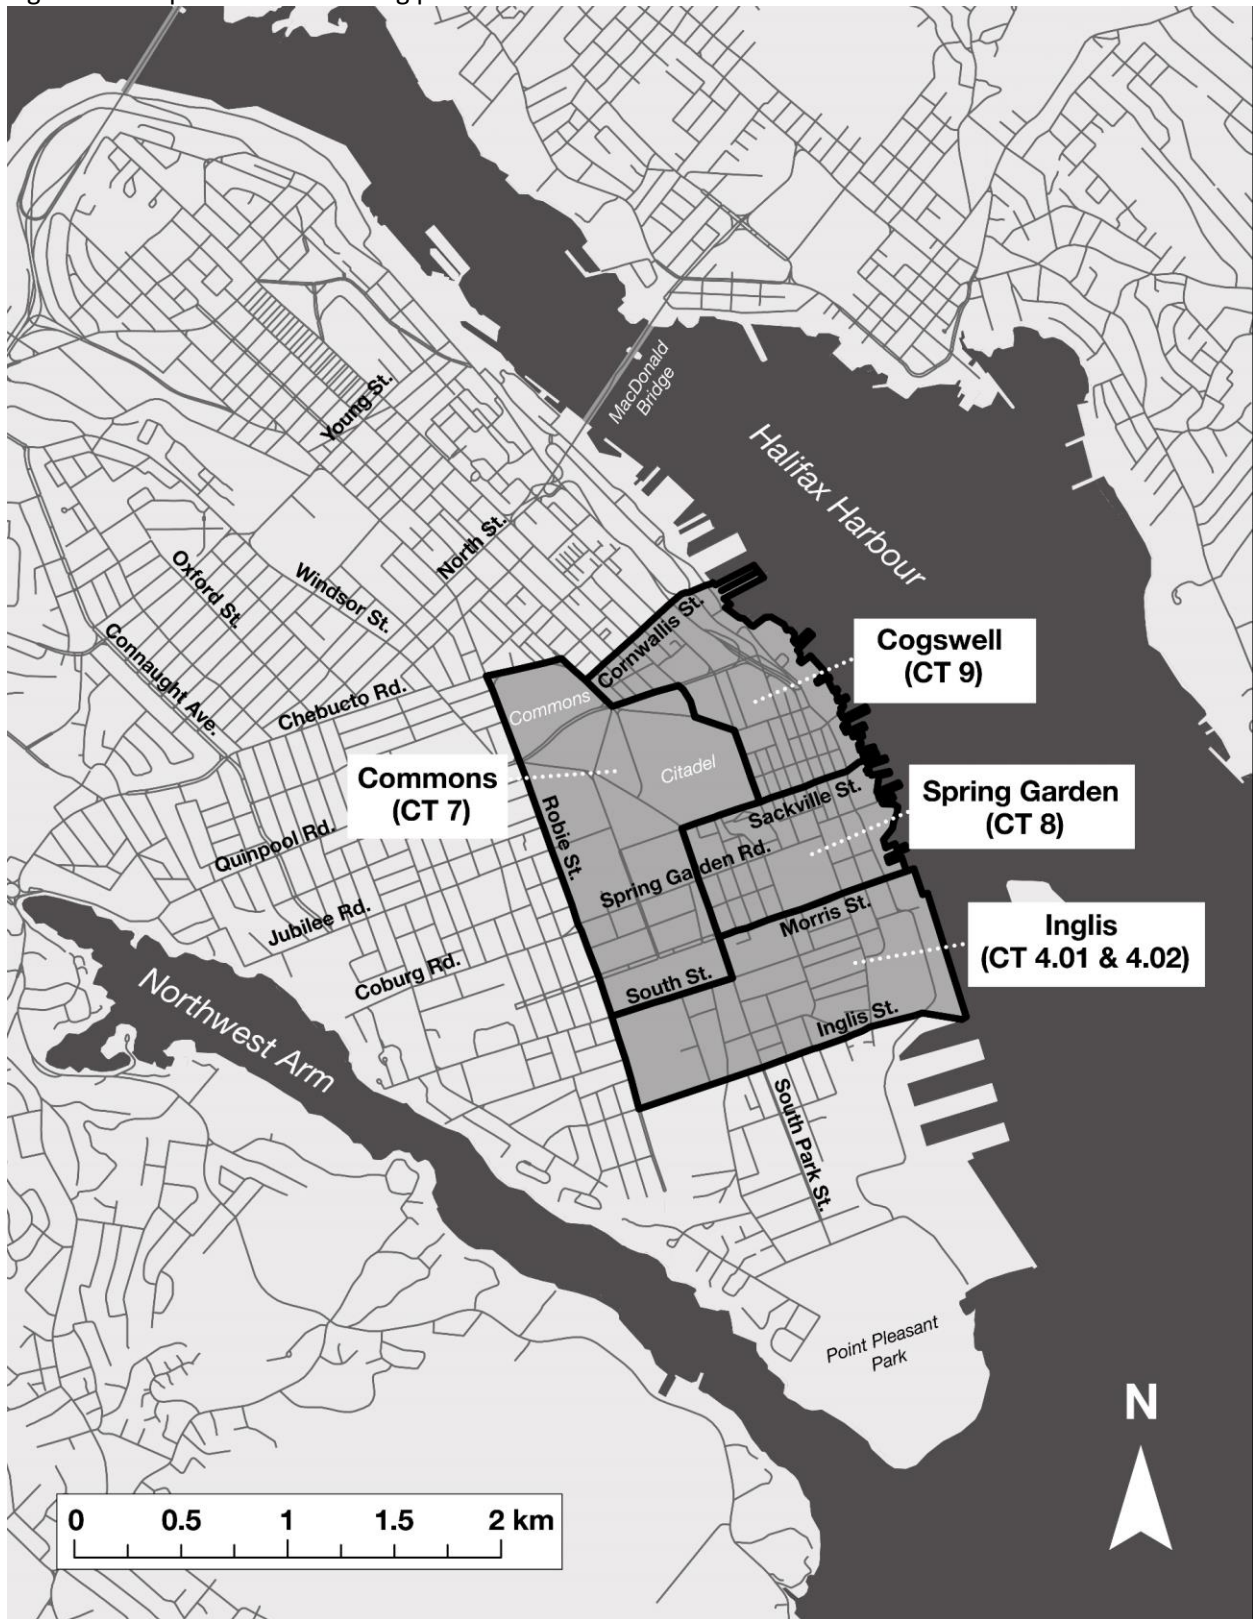 MacDonald
Bridge
Halifax Harbour
Young St.
North St.
Oxford St.
Windsor St.
Connaught Ave.
Cornwallis St.
Cogswell
(CT 9)
Chebucto Rd.
Commons
Commons
(CT 7)
Citadel
Robie St.
Sackville St.
Spring Garden
(CT 8)
Quinpool Rd.
Spring Garden Rd.
Jubilee Rd.
Morris St.
Inglis
(CT 4.01 & 4.02)
Coburg Rd.
South St.
Northwest Arm
Inglis St.
South Park St.
Point Pleasant
Park
N
0 0.5 1 1.5 2 km